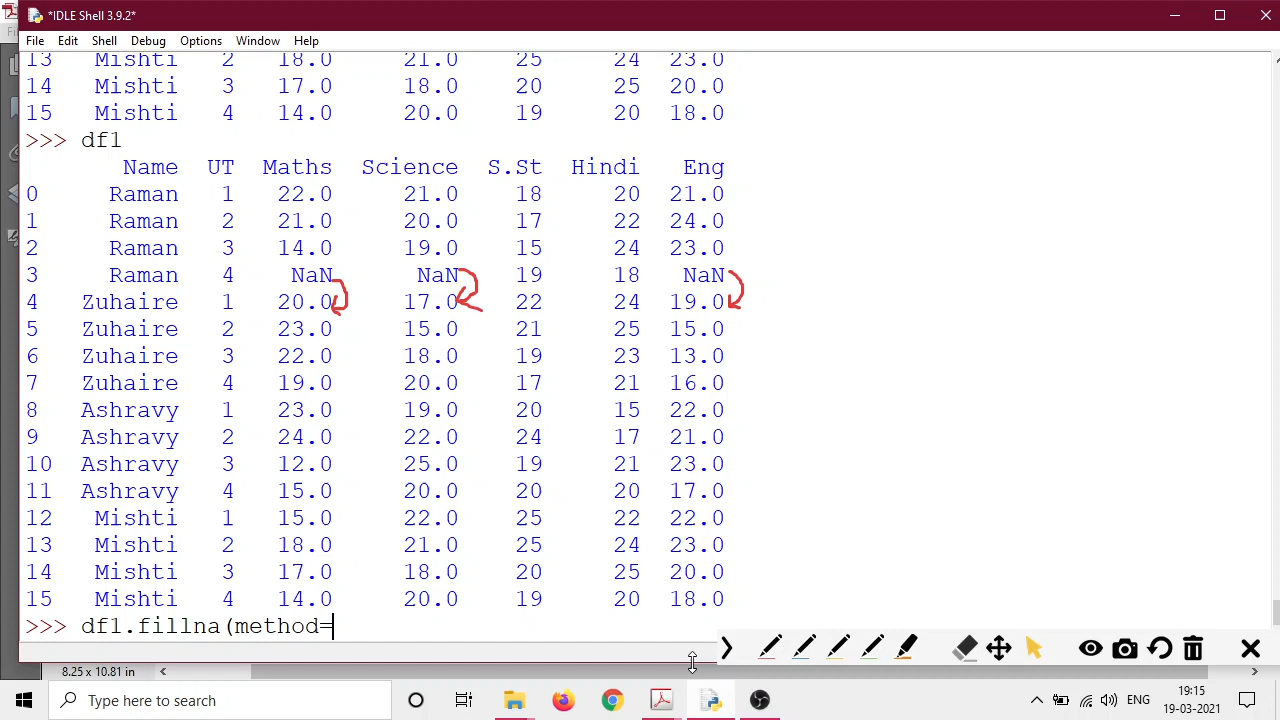 *IDLE Shell 3.9.2*
File Edit Shell Debug Options Window Help
13 Mishti 2 18.0 21.0 25 24 23.0
14 Mishti 3 17.0 18.0 20 25 20.0
15 Mishti 4 14.0 20.0 19 20 18.0
>>> df1
Name UT Maths Science S.St Hindi Eng
0 Raman 1 22.0 21.0 18 20 21.0
1 Raman 2 21.0 20.0 17 22 24.0
2 Raman 3 14.0 19.0 15 24 23.0
3 Raman 4 NaN NaN 19 18 NaN
4 Zuhaire 1 20.0 17.0 22 24 19.0
5 Zuhaire 2 23.0 15.0 21 25 15.0
6 Zuhaire 3 22.0 18.0 19 23 13.0
7 Zuhaire 4 19.0 20.0 17 21 16.0
8 Ashravy 1 23.0 19.0 20 15 22.0
9 Ashravy 2 24.0 22.0 24 17 21.0
10 Ashravy 3 12.0 25.0 19 21 23.0
11 Ashravy 4 15.0 20.0 20 20 17.0
12 Mishti 1 15.0 22.0 25 22 22.0
13 Mishti 2 18.0 21.0 25 24 23.0
14 Mishti 3 17.0 18.0 20 25 20.0
15 Mishti 4 14.0 20.0 19 20 18.0
>>> df1.fillna(method=
8.25 x 10.81 in
Type here to search
ENG
19:15
19-03-2021